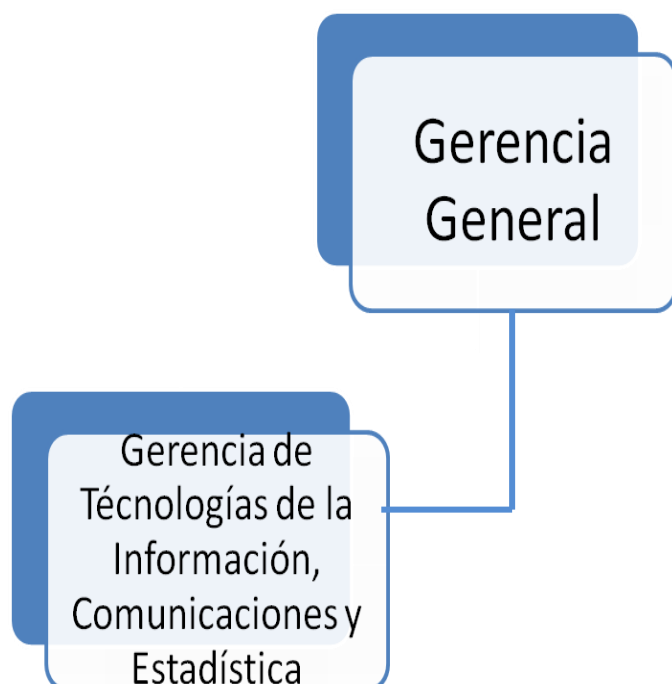 Gerencia
General
Gerencia de
Técnologías de la
Información,
Comunicaciones y
Estadística